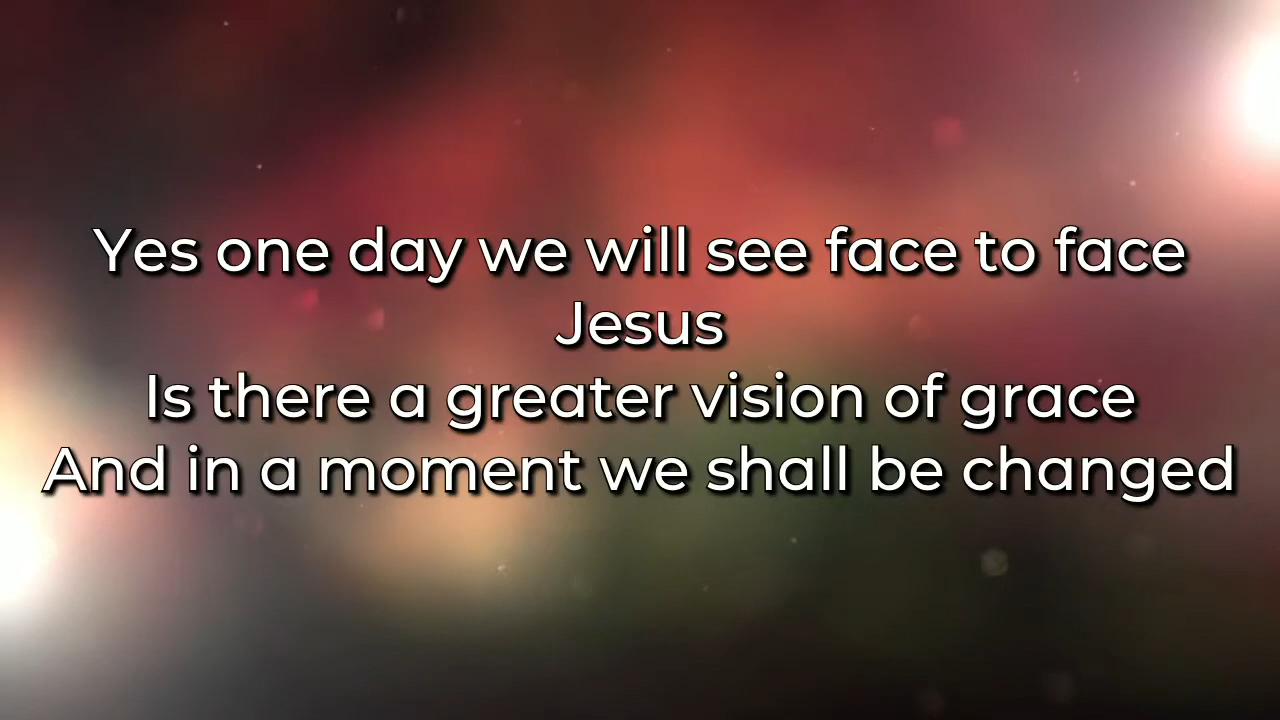 Yes one day we will see face to face
Jesus
Is there a greater vision of grace
And in a moment we shall be changed